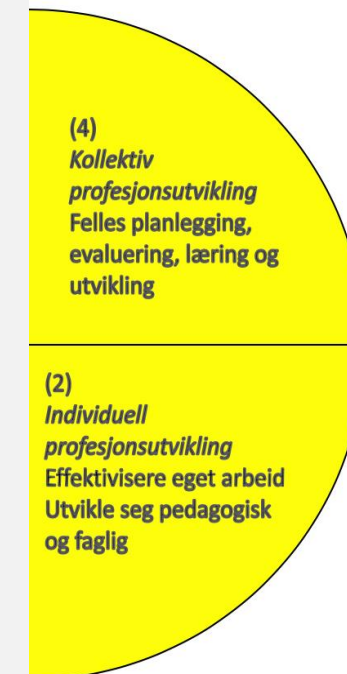 (4)
Kollektiv
profesjonsutvikling
Felles planlegging,
evaluering, læring og
utvikling
(2)
Individuell
profesjonsutvikling
Effektivisere eget arbeid
Utvikle seg pedagogisk
og faglig